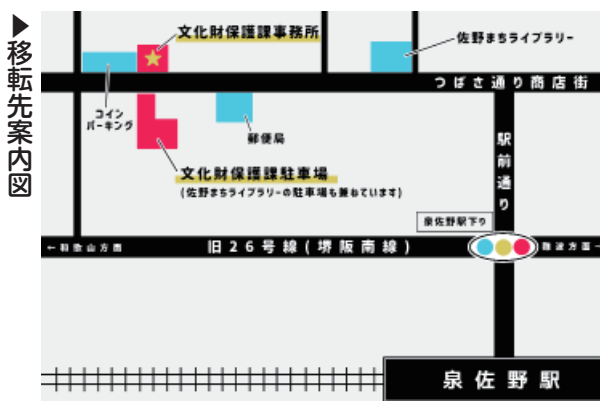 ▶移転先案内図
文化財保護課事務所
佐野まちライブラリー
つばさ通り商店街
コイン
パーキング
郵便局
駅前通り
文化財保護課駐車場
(佐野まちライブラリーの駐車場も兼ねています)
泉佐野駅下り
←和歌山方面
旧26号線(堺阪南線)
難波方面→
泉佐野駅